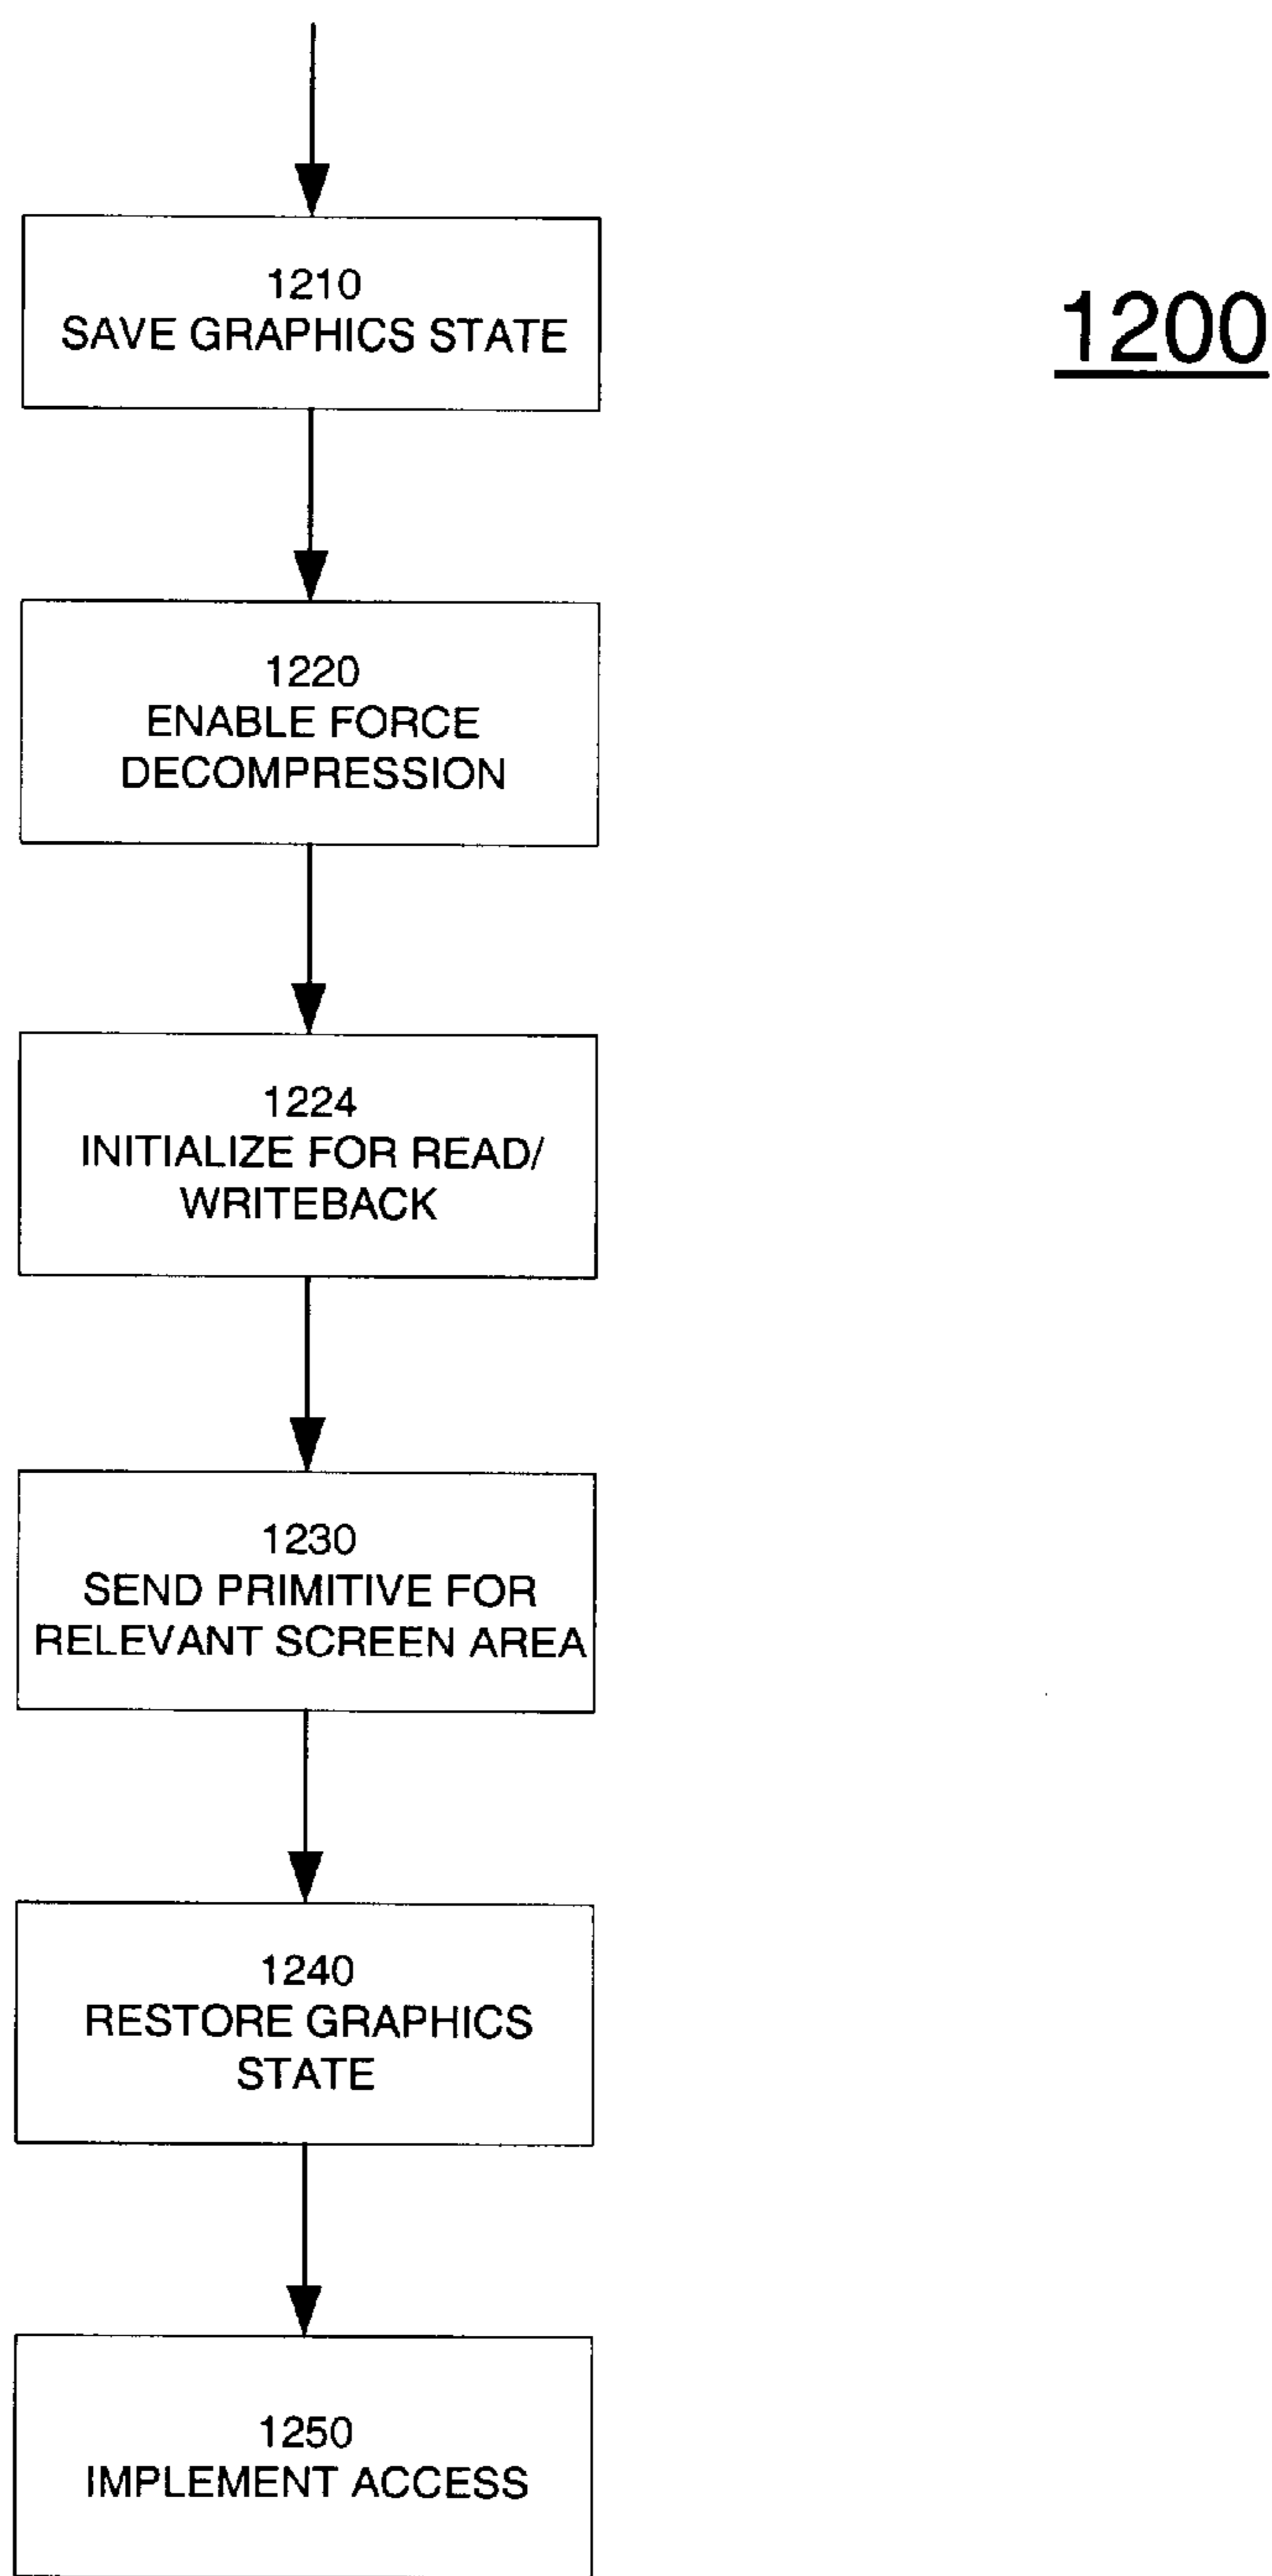 1210
SAVE GRAPHICS STATE
1200
1220
ENABLE FORCE
DECOMPRESSION
1224
INITIALIZE FOR READ/
WRITEBACK
1230
SEND PRIMITIVE FOR
RELEVANT SCREEN AREA
1240
RESTORE GRAPHICS
STATE
1250
IMPLEMENT ACCESS